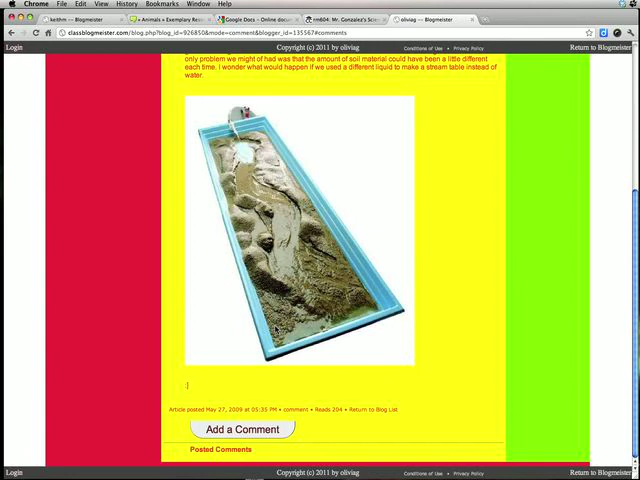 Chrome File Edit View History Bookmarks Window Help
keithm -- Blogmeister
» Animals » Exemplary Res
Google Docs - Online docum
rm604: Mr. Gonzalez's Scien
oliviag -- Blogmeister
classblogmeister.com/blog.php?blog_id=926850&mode=comment&blogger_id=135567#comments
Login Copyright (c) 2011 by oliviag Conditions of Use • Privacy Policy Return to Blogmeister
only problem we might of had was that the amount of soil material could have been a little different
each time. I wonder what would happen if we used a different liquid to make a stream table instead of
water.
:]
Article posted May 27, 2009 at 05:35 PM • comment • Reads 204 • Return to Blog List
Add a Comment
Posted Comments
Login Copyright (c) 2011 by oliviag Conditions of Use • Privacy Policy Return to Blogmeister